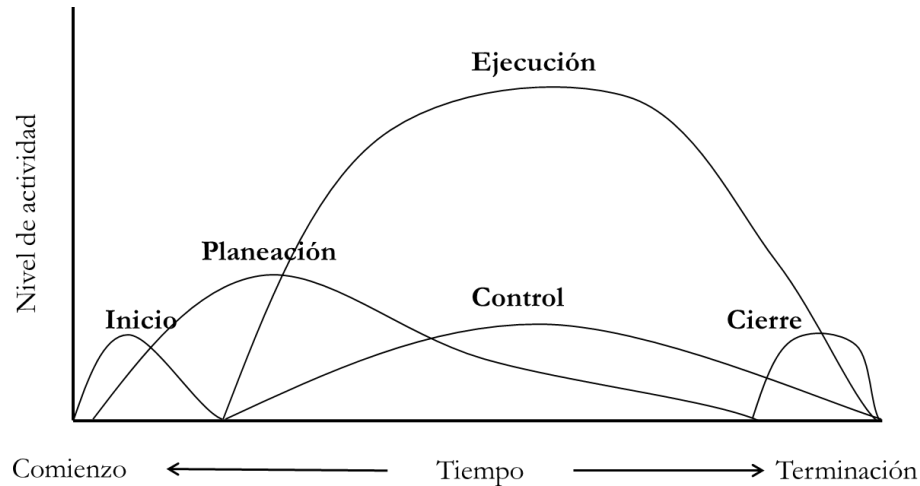 Ejecución
Nivel de actividad
Planeación
Control
Inicio
Cierre
Comienzo
Tiempo
Terminación